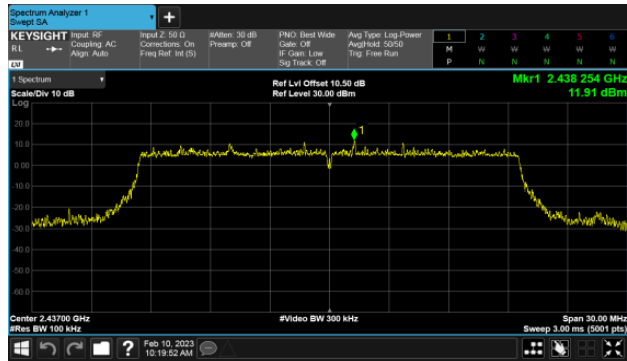 Spectrum Analyzer 1
Swept SA
KEYSIGHT
RL
Input: RF
Coupling: AC
Align: Auto
Input Z: 50 Ω
Corrections: On
Freq Ref: Int (S)
#Atten: 30 dB
Preamp: Off
PNO: Best Wide
Gate: Off
IF Gain: Low
Sig Track: Off
Avg Type: Log-Power
Avg|Hold: 50/50
Trig: Free Run
1 2 3 4 5 6
M W W W W W
P N N N N N
1 Spectrum
Scale/Div 10 dB
Ref Lvl Offset 10.50 dB
Ref Level 30.00 dBm
Mkr1 2.438 254 GHz
11.91 dBm
Log
1
20.0
10.0
0.00
-10.0
-20.0
-30.0
-40.0
-50.0
-60.0
Center 2.43700 GHz
#Video BW 300 kHz
Span 30.00 MHz
#Res BW 100 kHz
Sweep 3.00 ms (5001 pts)
?
Feb 10, 2023
10:19:52 AM